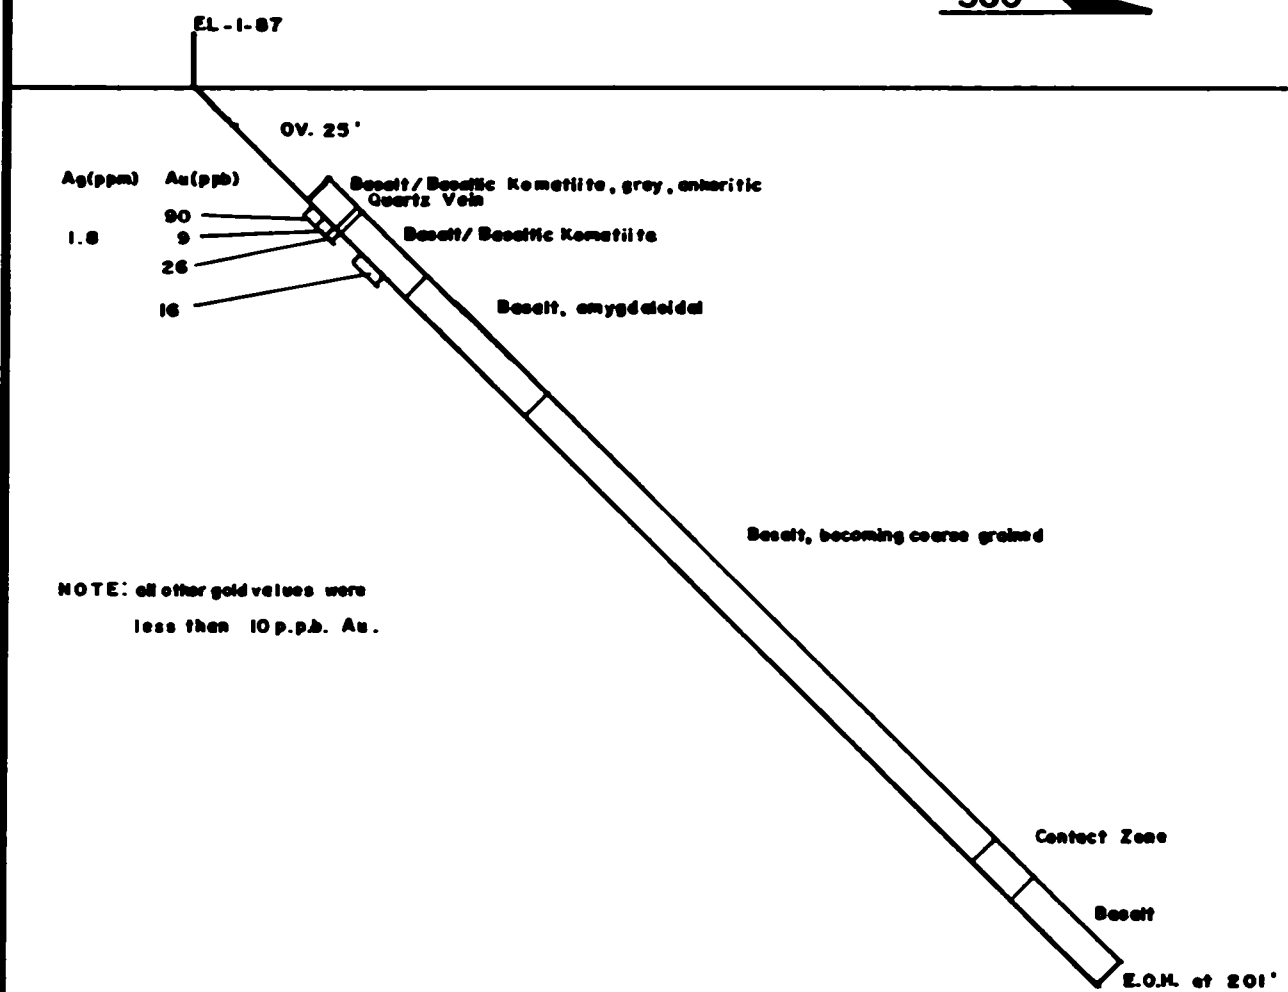 EL-1-87
OV. 25'
Ag(ppm) Au(ppb)
Basalt/Basaltic Komatiite, grey, ankeritic
Quartz Vein
90
1.8 9
Basalt/Basaltic Komatiite
26
16
Basalt, amygdaloidal
Basalt, becoming coarse grained
NOTE: all other gold values were
less than 10 p.p.b. Au.
Contact Zone
Basalt
E.O.H. at 201'